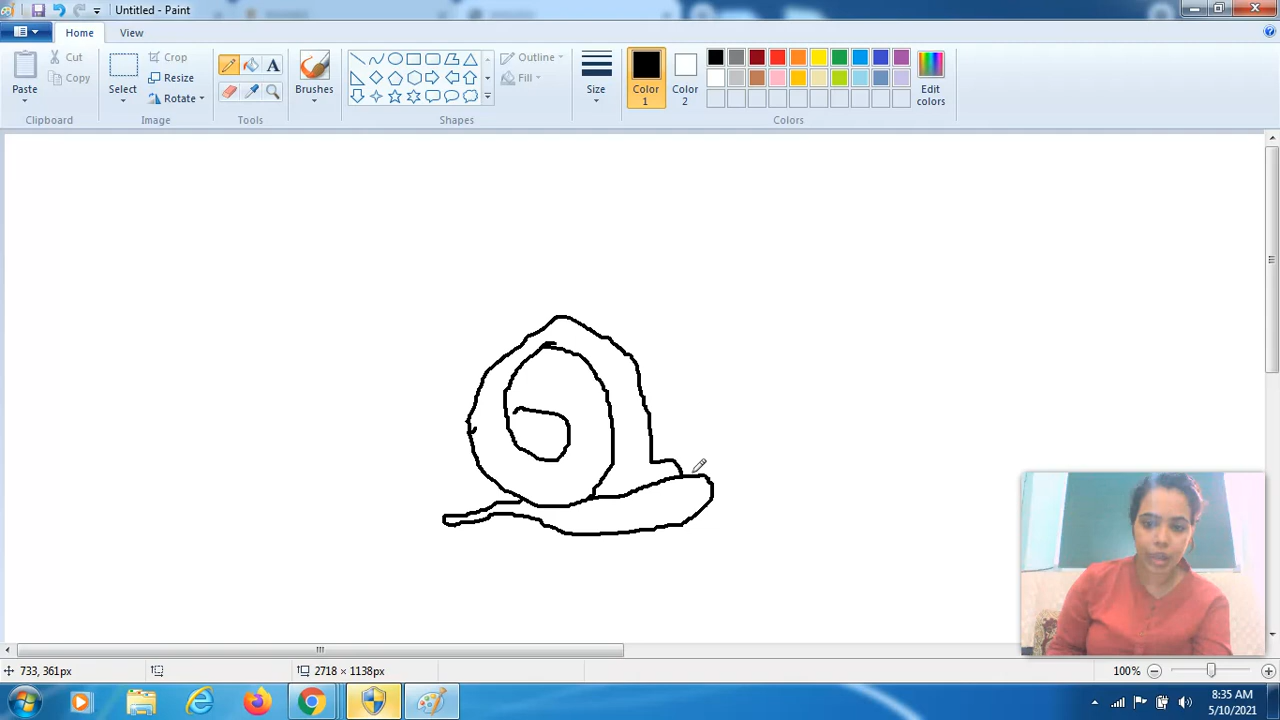 Untitled - Paint
Home View
Paste
Cut
Copy
Clipboard
Select
Crop
Resize
Rotate
Image
Tools
Brushes
Outline
Fill
Shapes
Size
Color 1
Color 2
Edit colors
Colors
733, 361px
2718 × 1138px
100%
8:35 AM
5/10/2021